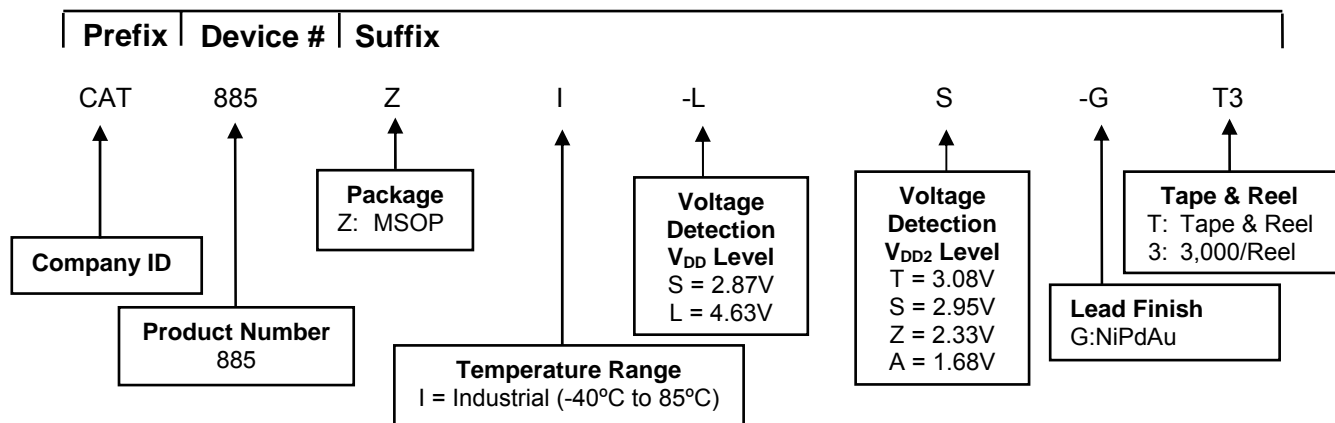 Prefix Device # Suffix
CAT 885 Z I -L S -G T3
Company ID
Product Number
885
Package
Z: MSOP
Temperature Range
I = Industrial (-40ºC to 85ºC)
Voltage
Detection
VDD Level
S = 2.87V
L = 4.63V
Voltage
Detection
VDD2 Level
T = 3.08V
S = 2.95V
Z = 2.33V
A = 1.68V
Lead Finish
G:NiPdAu
Tape & Reel
T: Tape & Reel
3: 3,000/Reel